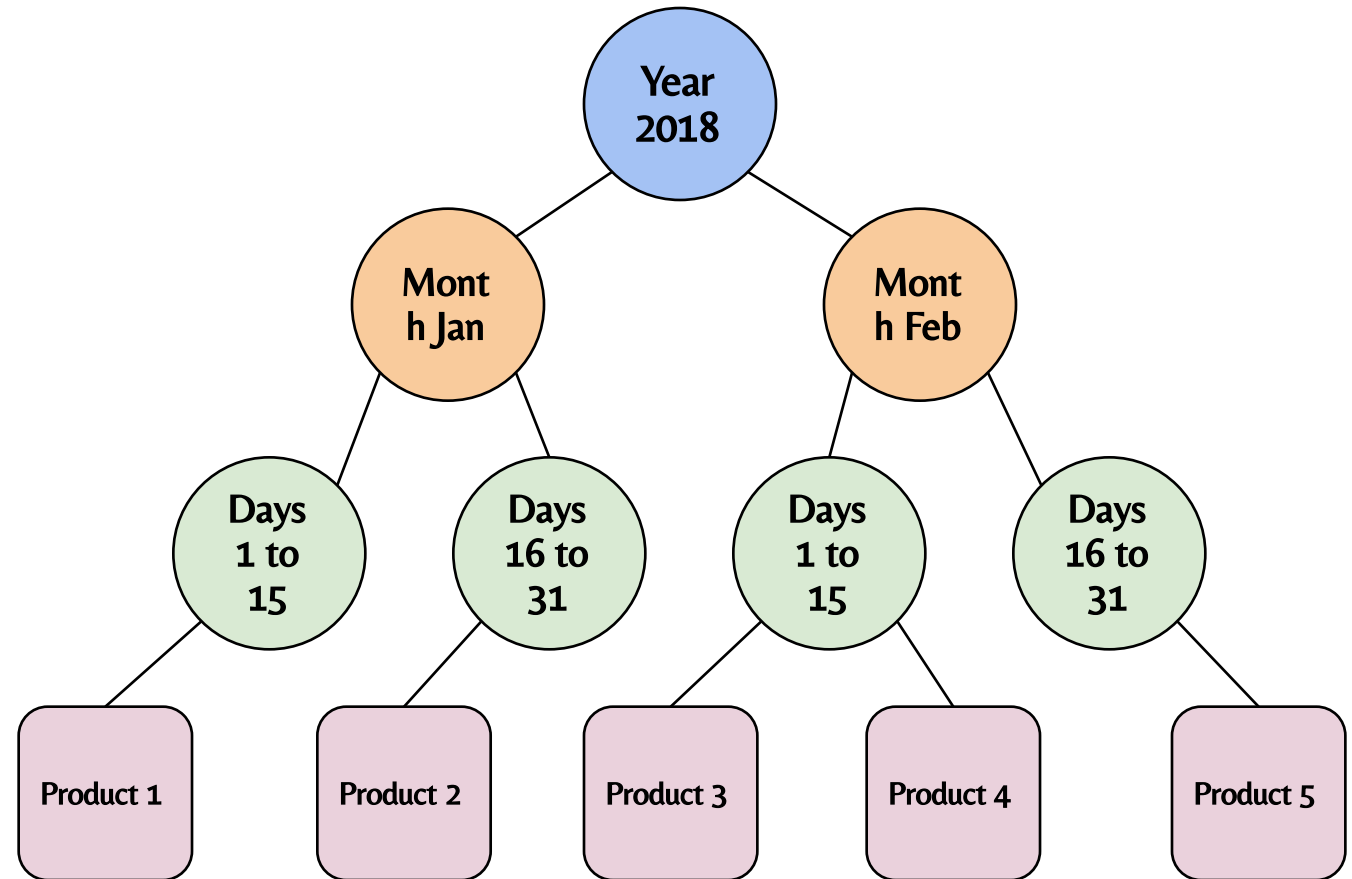 Year
2018
Mont
h Jan
Mont
h Feb
Days
1 to
15
Days
16 to
31
Days
1 to
15
Days
16 to
31
Product 1
Product 2
Product 3
Product 4
Product 5